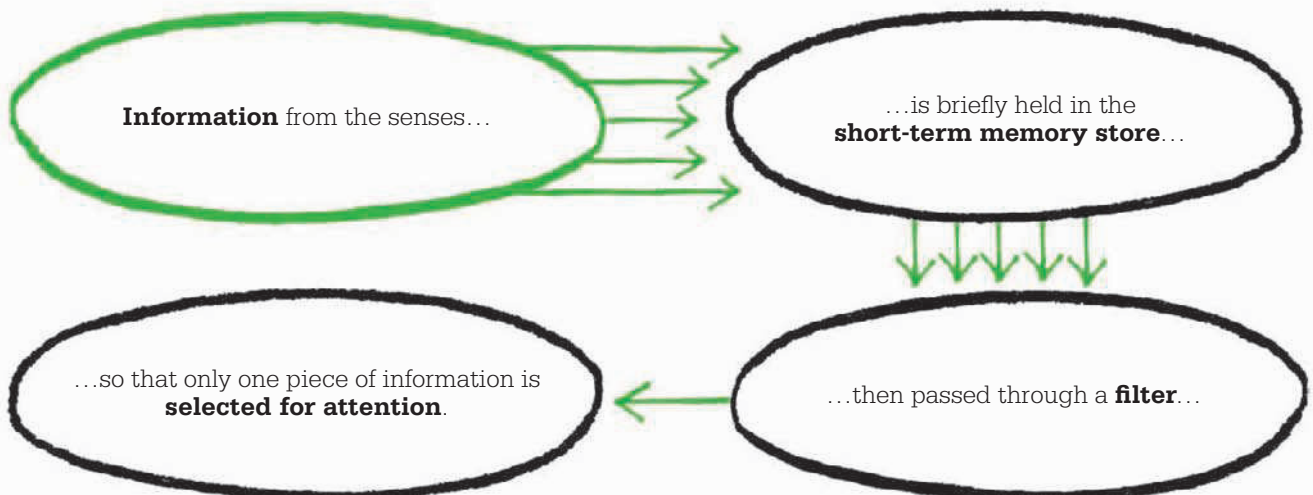 Information from the senses…
…is briefly held in the
short-term memory store…
…then passed through a filter…
…so that only one piece of information is
selected for attention.